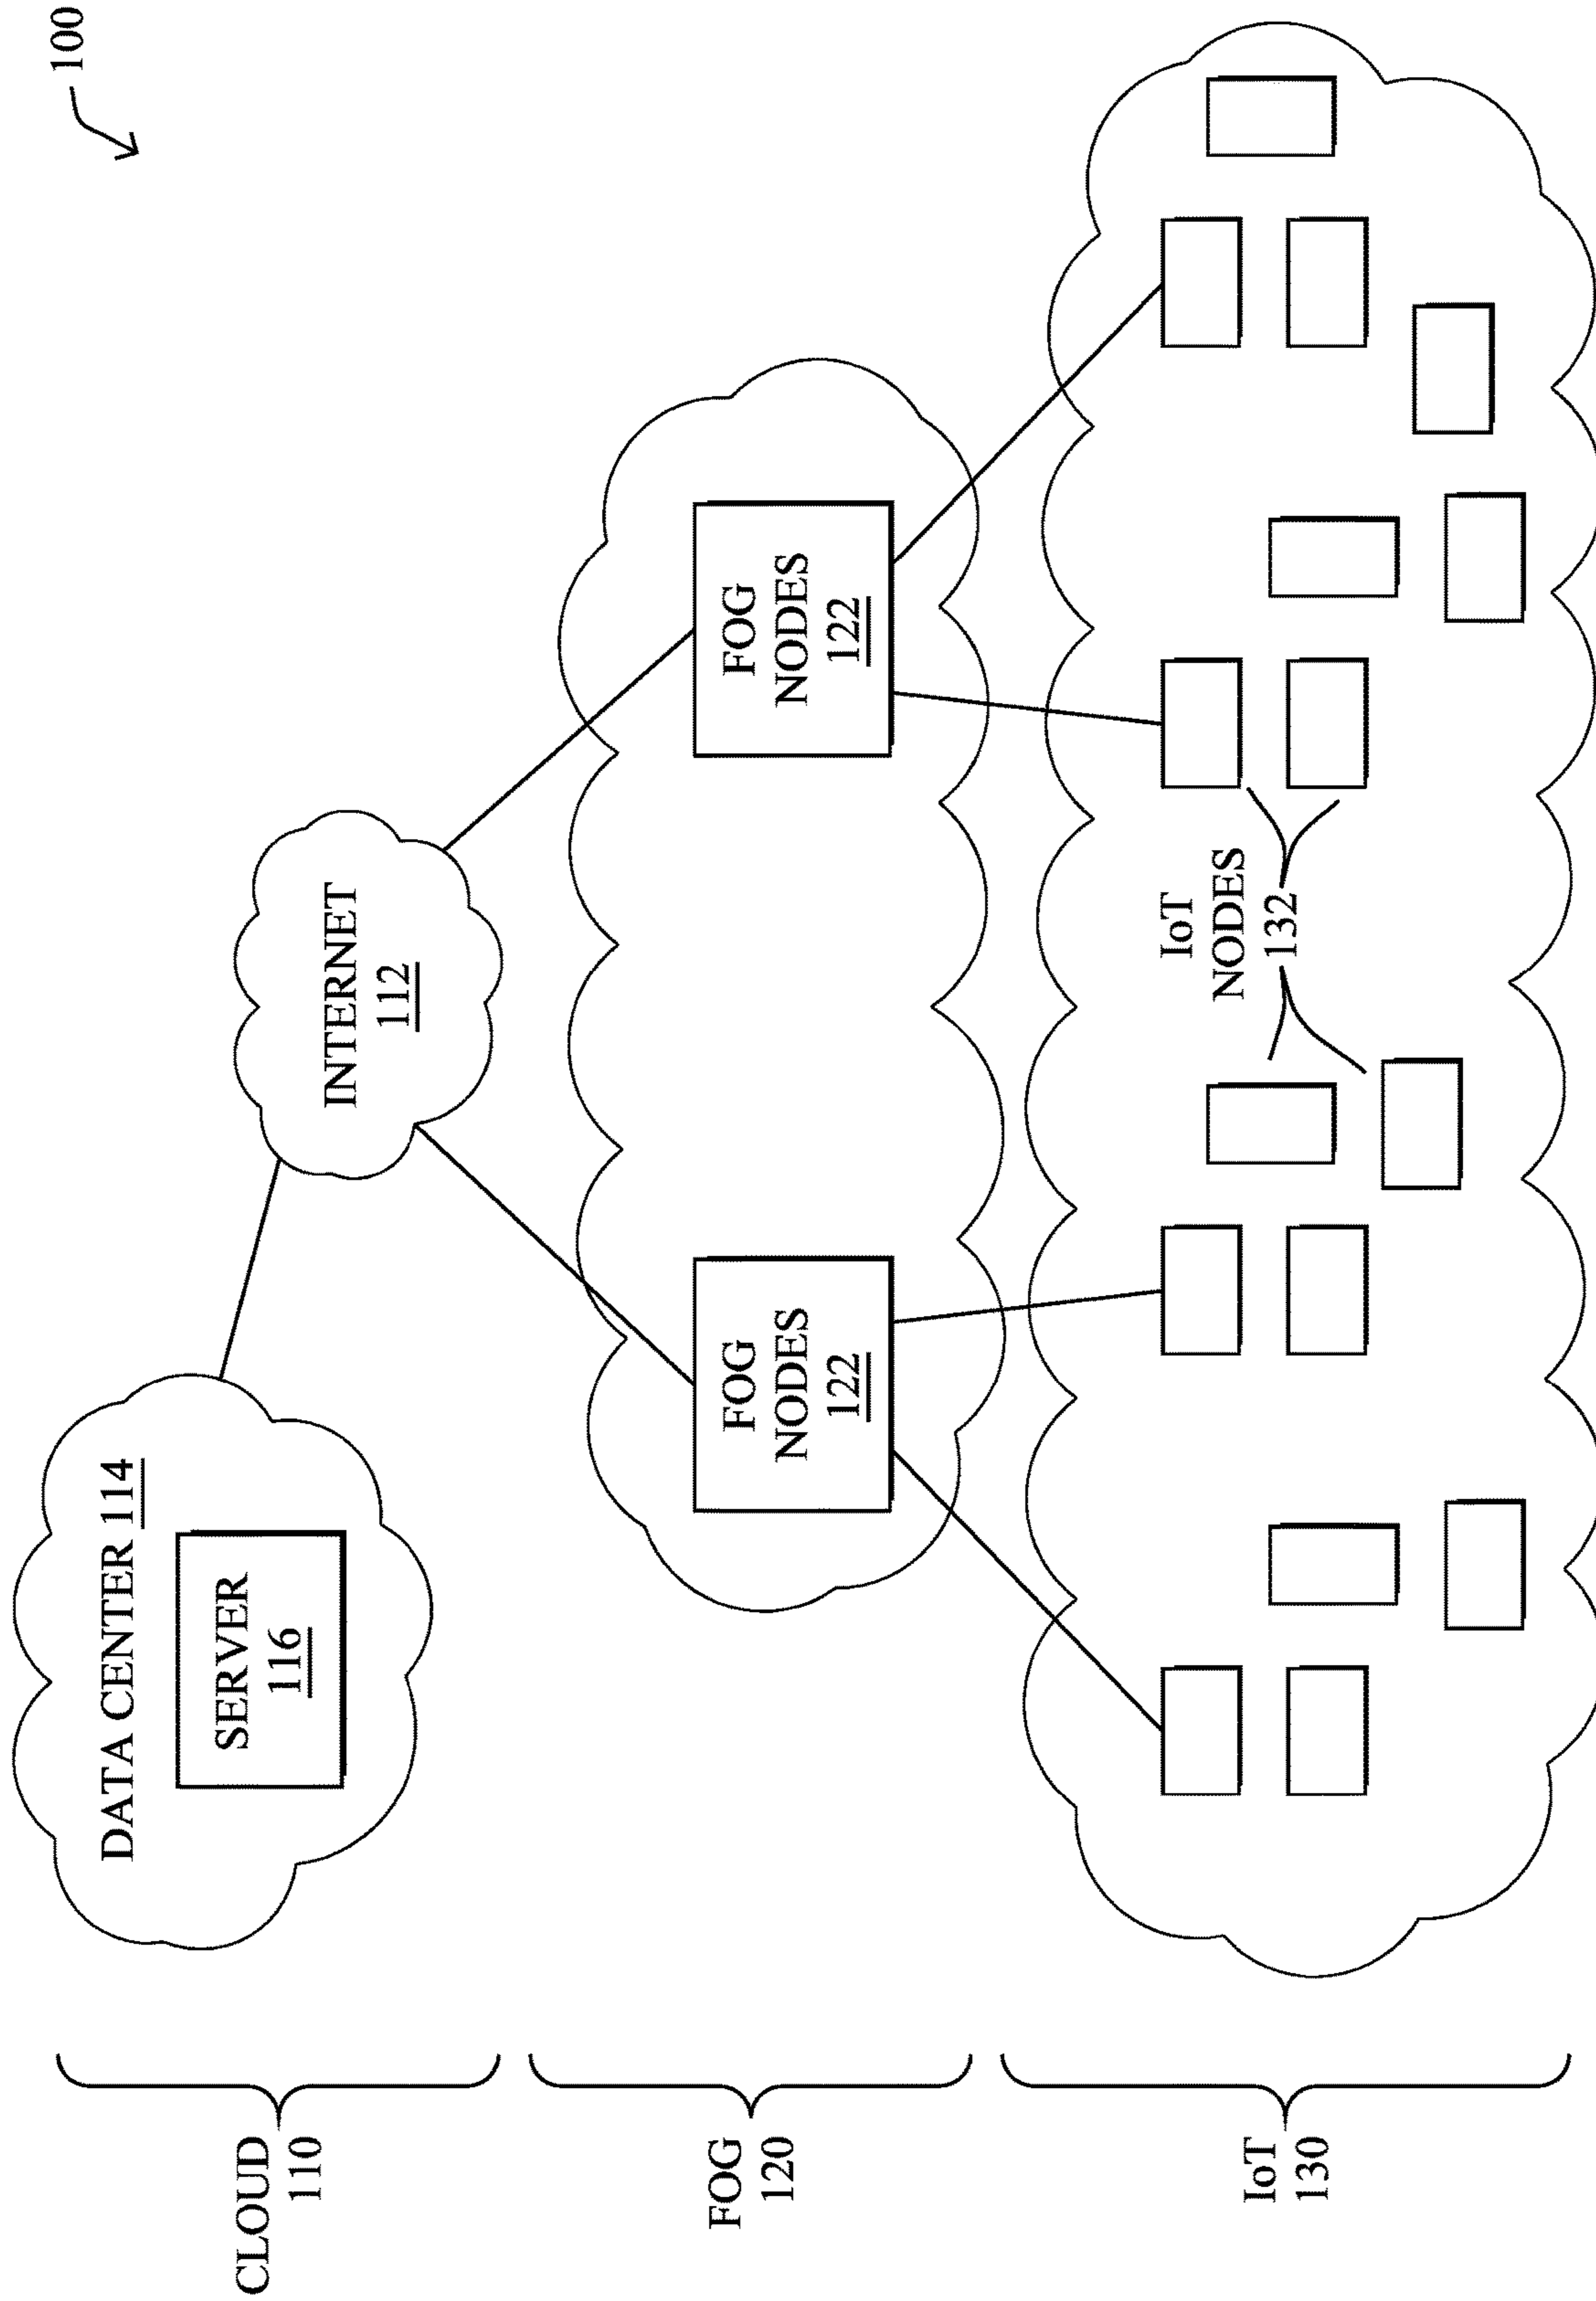 100
CLOUD
110
DATA CENTER 114
SERVER
116
INTERNET
112
FOG
120
FOG
NODES
122
FOG
NODES
122
IoT
130
IoT
NODES
132